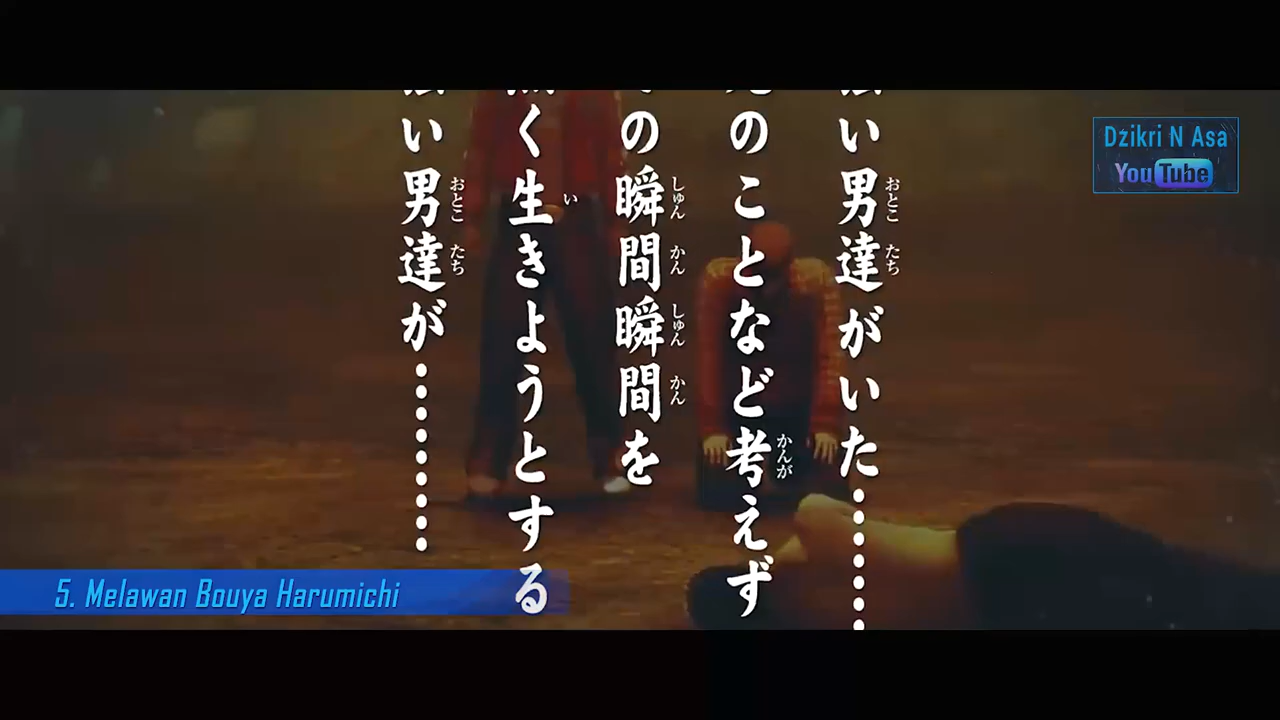 い男達がいた………
のことなど考えず
の瞬間瞬間を
く生きようとする
い男達が………
Dzikri N Asa
YouTube
5. Melawan Bouya Harumichi